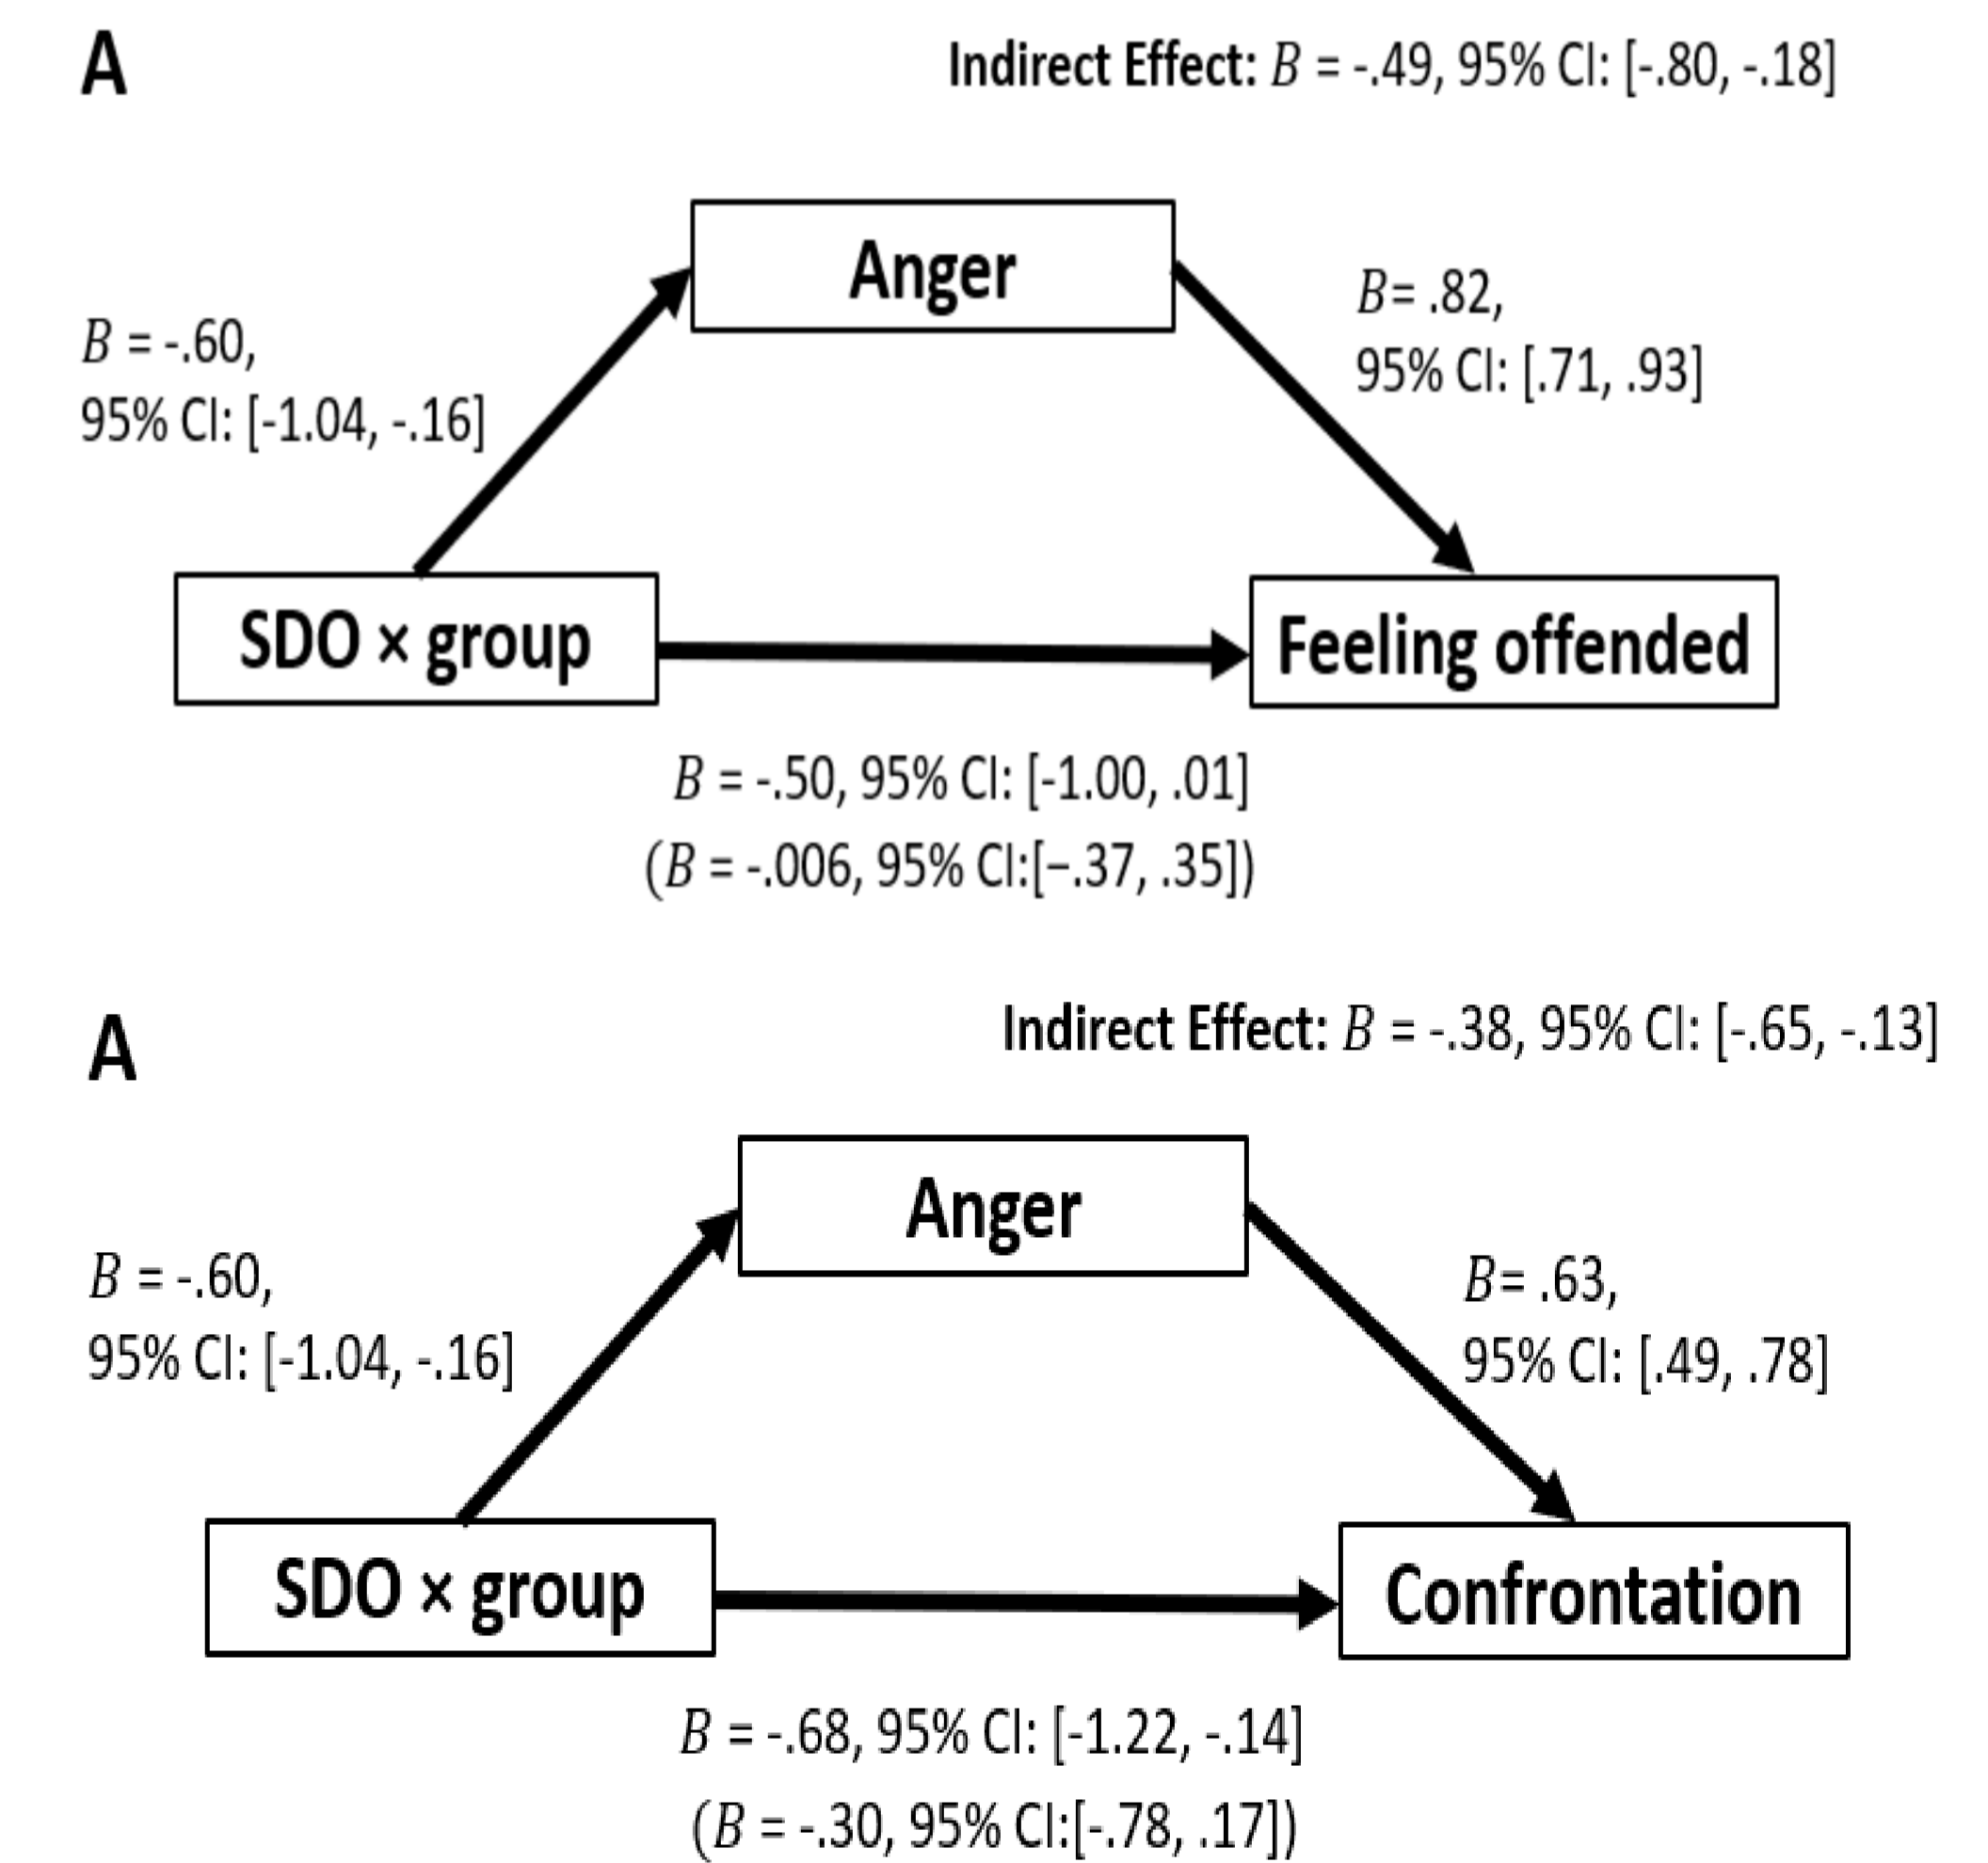 A
Indirect Effect: B = -.49, 95% CI: [-.80, -.18]
Anger
B= .82,
95% CI: [.71, .93]
B = -.60,
95% CI: [-1.04, -.16]
SDO × group
Feeling offended
B = -.50, 95% CI: [-1.00, .01]
(B = -.006, 95% CI:[−.37, .35])
A
Indirect Effect: B = -.38, 95% CI: [-.65, -.13]
Anger
B = -.60,
95% CI: [-1.04, -.16]
B= .63,
95% CI: [.49, .78]
SDO × group
Confrontation
B = -.68, 95% CI: [-1.22, -.14]
(B = -.30, 95% CI:[-.78, .17])